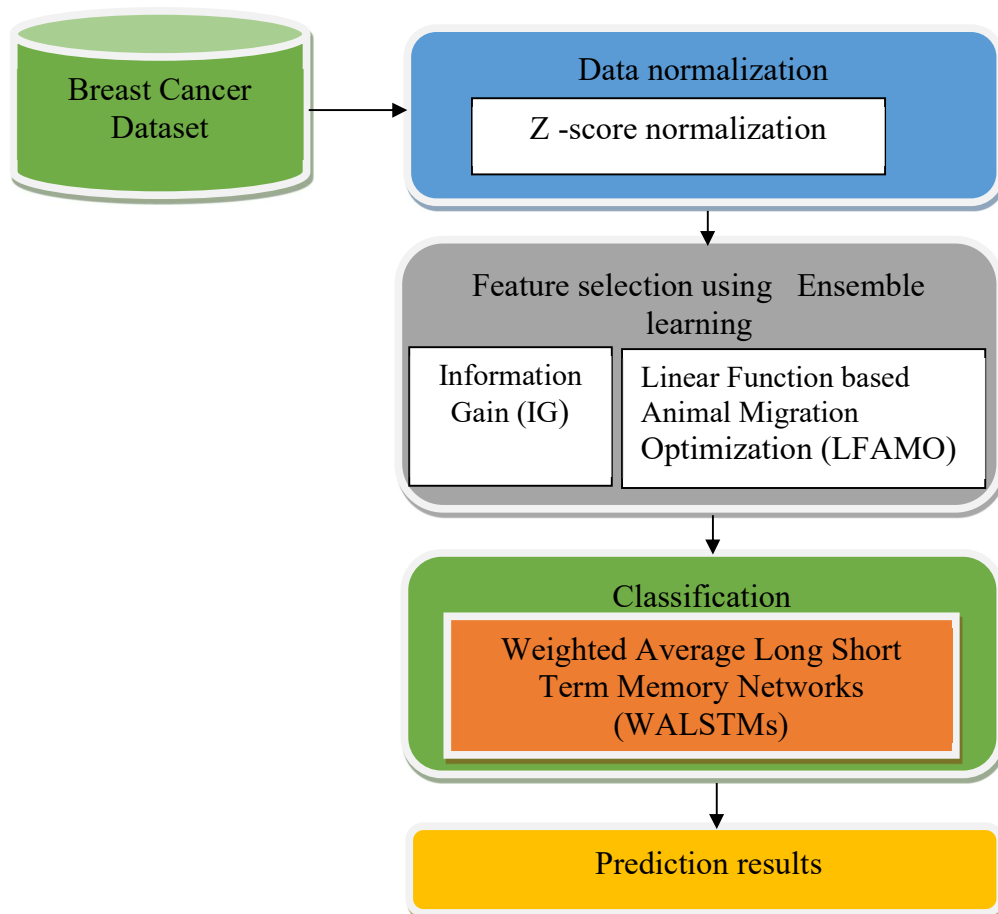 Breast Cancer
Dataset
Data normalization
Z -score normalization
Feature selection using Ensemble
learning
Information
Gain (IG)
Linear Function based
Animal Migration
Optimization (LFAMO)
Classification
Weighted Average Long Short
Term Memory Networks
(WALSTMs)
Prediction results